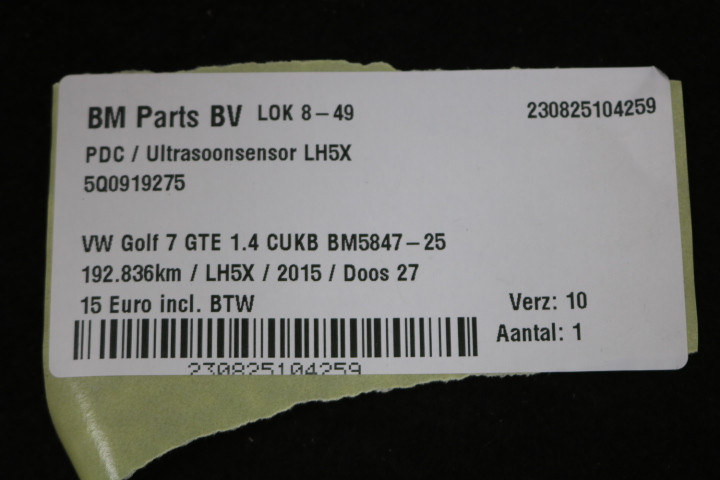 BM Parts BV LOK 8-49 230825104259
PDC / Ultrasoonsensor LH5X
5Q0919275
VW Golf 7 GTE 1.4 CUKB BM5847-25
192.836km / LH5X / 2015 / Doos 27
15 Euro incl. BTW Verz: 10
Aantal: 1
230825104259